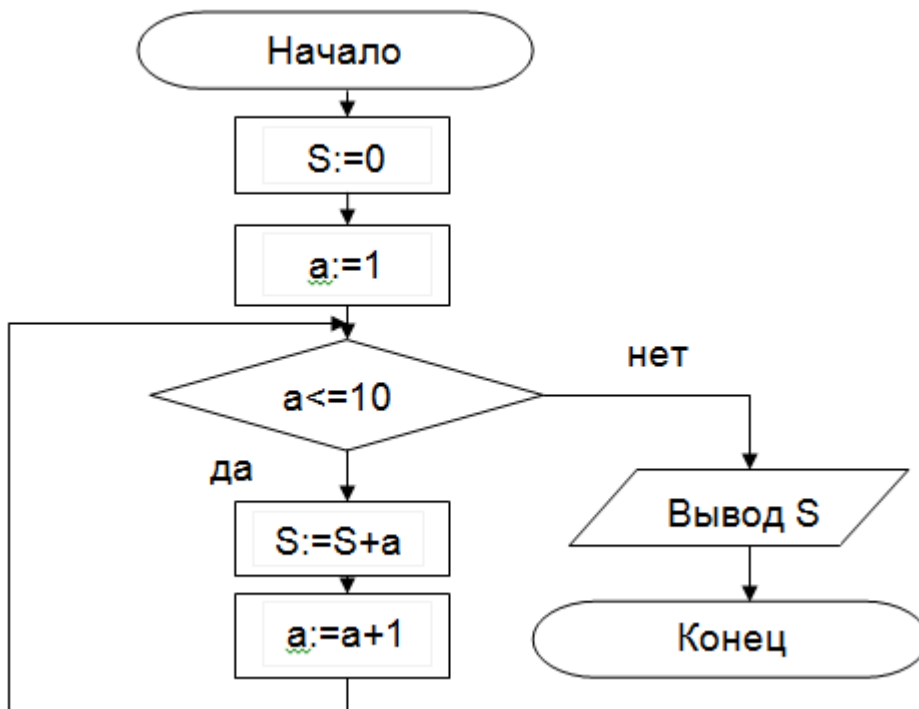 Начало
S:=0
a:=1
a<=10
нет
да
S:=S+a
a:=a+1
Вывод S
Конец